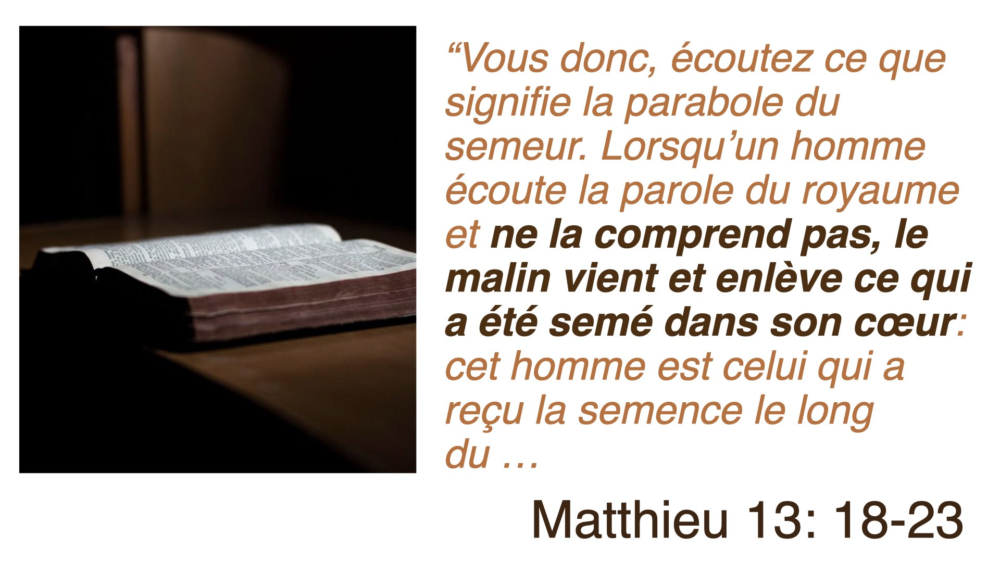 “Vous donc, écoutez ce que
signifie la parabole du
semeur. Lorsqu’un homme
écoute la parole du royaume
et ne la comprend pas, le
malin vient et enlève ce qui
a été semé dans son cœur:
cet homme est celui qui a
reçu la semence le long
du …
Matthieu 13: 18-23